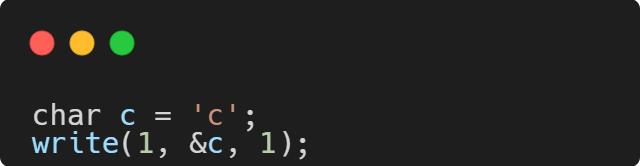 char c = 'c';
write(1, &c, 1);